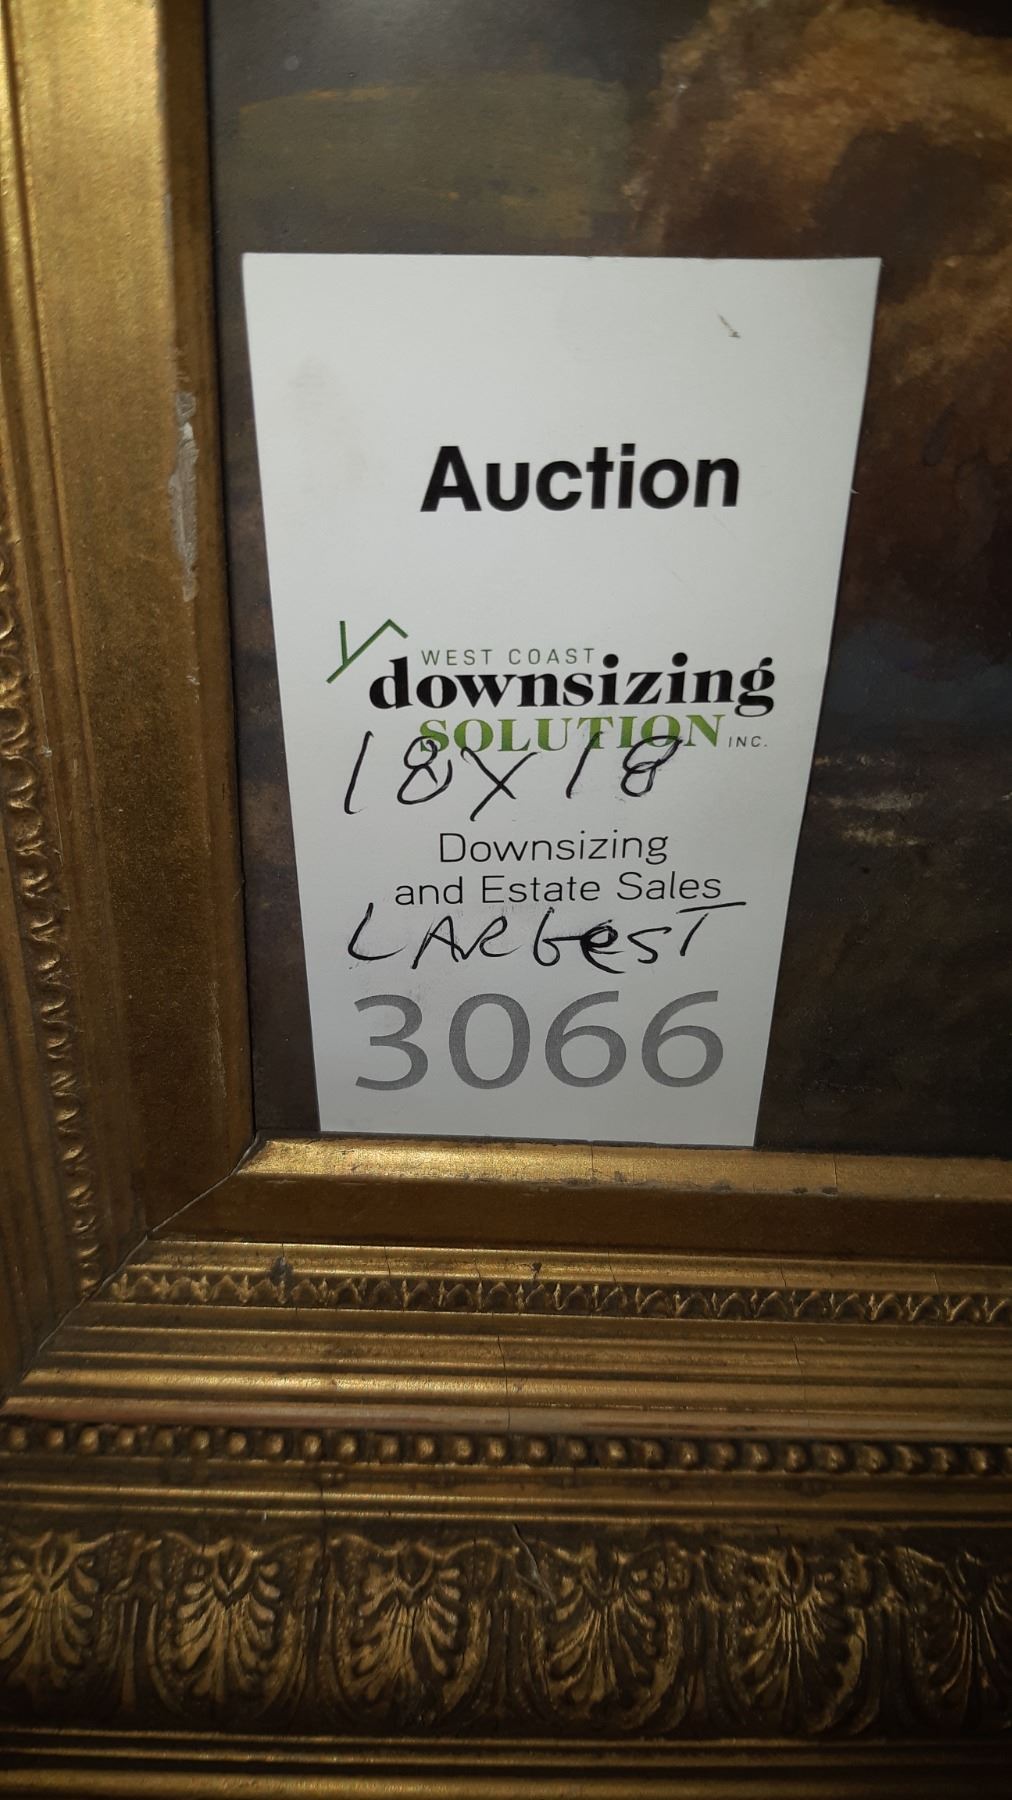 Auction
WEST COAST
downsizing
SOLUTION INC.
18x18
Downsizing
and Estate Sales
LARGEST
3066